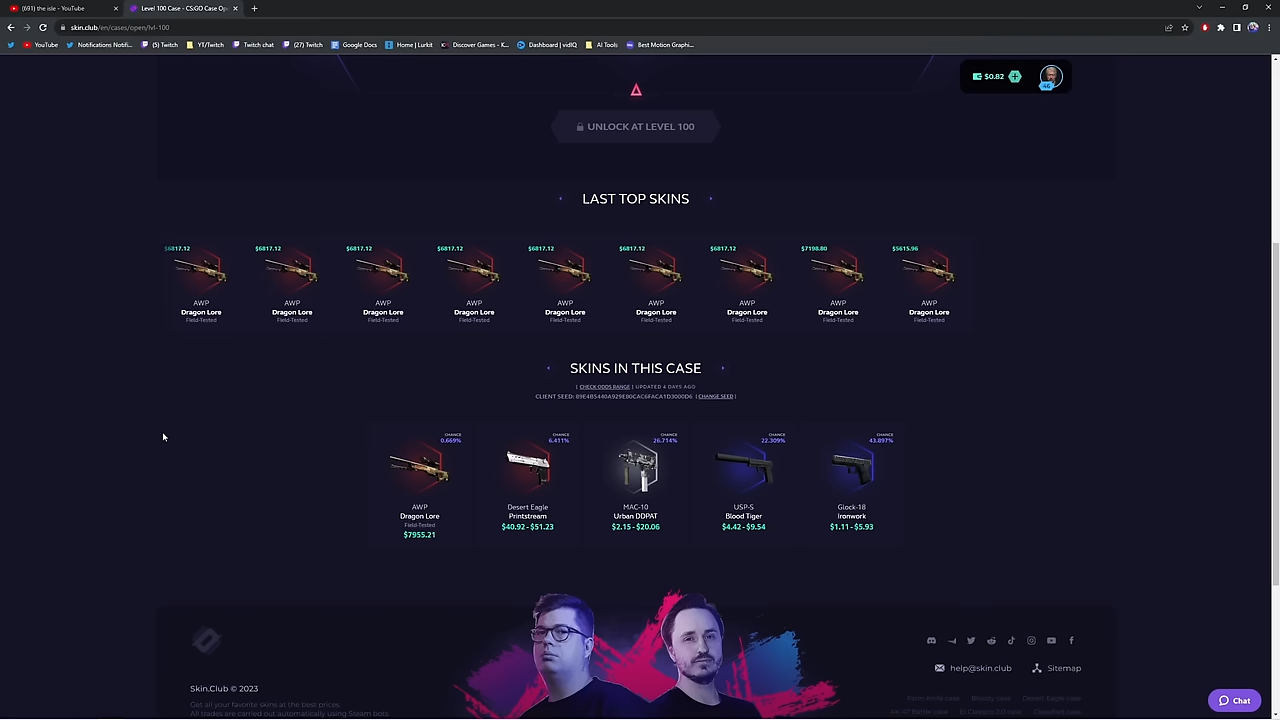 (691) the isle - YouTube
Level 100 Case - CS:GO Case Op
skin.club/en/cases/open/lvl-100
YouTube Notifications Notifi... (5) Twitch YT/Twitch Twitch chat (27) Twitch Google Docs Home | Lurkit Discover Games - K... Dashboard | vidIQ AI Tools Best Motion Graphi...
$0.82
46
UNLOCK AT LEVEL 100
LAST TOP SKINS
$6817.12 $6817.12 $6817.12 $6817.12 $6817.12 $6817.12 $6817.12 $7198.80 $5615.96
AWP AWP AWP AWP AWP AWP AWP AWP AWP
Dragon Lore Dragon Lore Dragon Lore Dragon Lore Dragon Lore Dragon Lore Dragon Lore Dragon Lore Dragon Lore
Field-Tested Field-Tested Field-Tested Field-Tested Field-Tested Field-Tested Field-Tested Field-Tested Field-Tested
SKINS IN THIS CASE
[ CHECK ODDS RANGE ] UPDATED 4 DAYS AGO
CLIENT SEED: [ CHANGE SEED ]
CHANCE CHANCE CHANCE CHANCE CHANCE
0.669% 6.411% 26.714% 22.309% 43.897%
AWP Desert Eagle MAC-10 USP-S Glock-18
Dragon Lore Printstream Urban DDPAT Blood Tiger Ironwork
Field-Tested $40.92 - $51.23 $2.15 - $20.06 $4.42 - $9.54 $1.11 - $5.93
$7955.21
help@skin.club Sitemap
Skin.Club © 2023
Get all your favorite skins at the best prices.
All trades are carried out automatically using Steam bots.
Chat